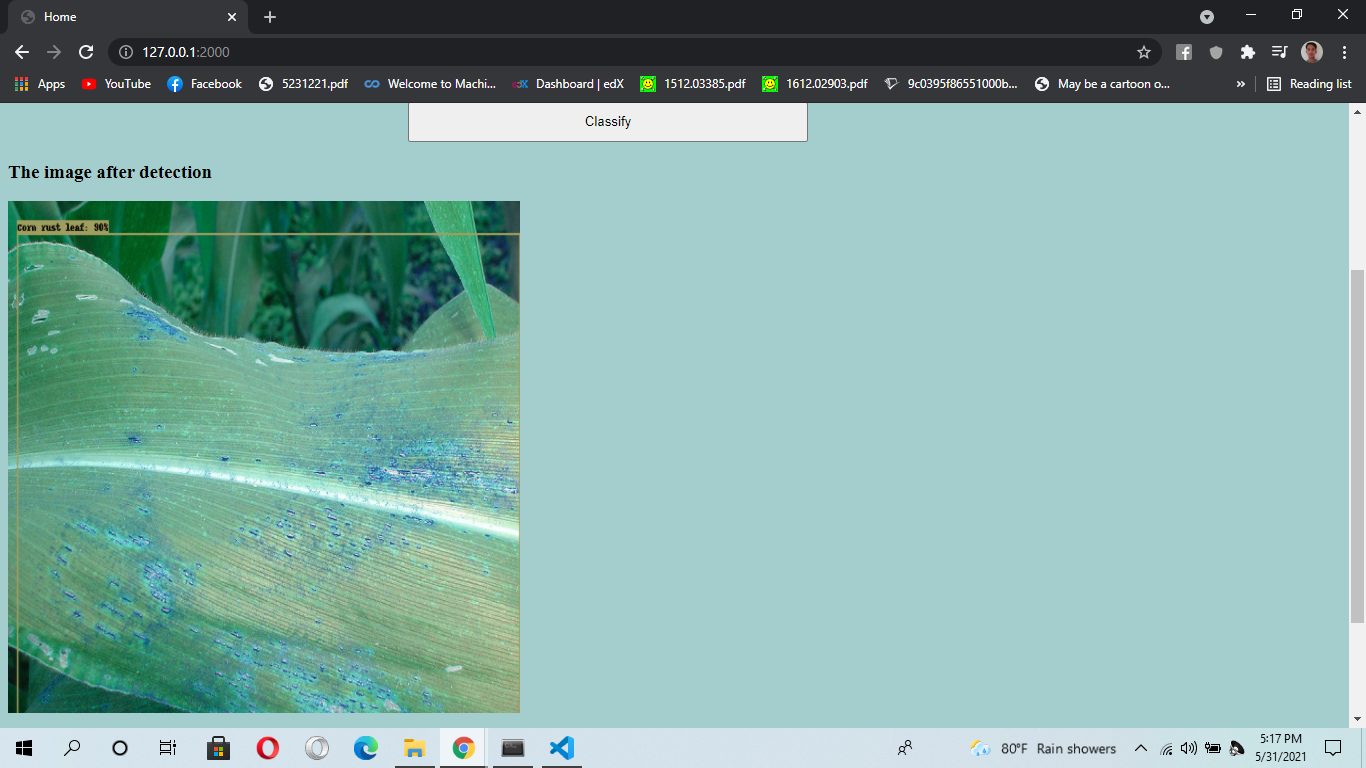 Home
127.0.0.1:2000
Apps YouTube Facebook 5231221.pdf Welcome to Machi... Dashboard | edX 1512.03385.pdf 1612.02903.pdf 9c0395f86551000b... May be a cartoon o... » Reading list
Classify
The image after detection
Corn rust leaf: 90%
80°F Rain showers
5:17 PM
5/31/2021